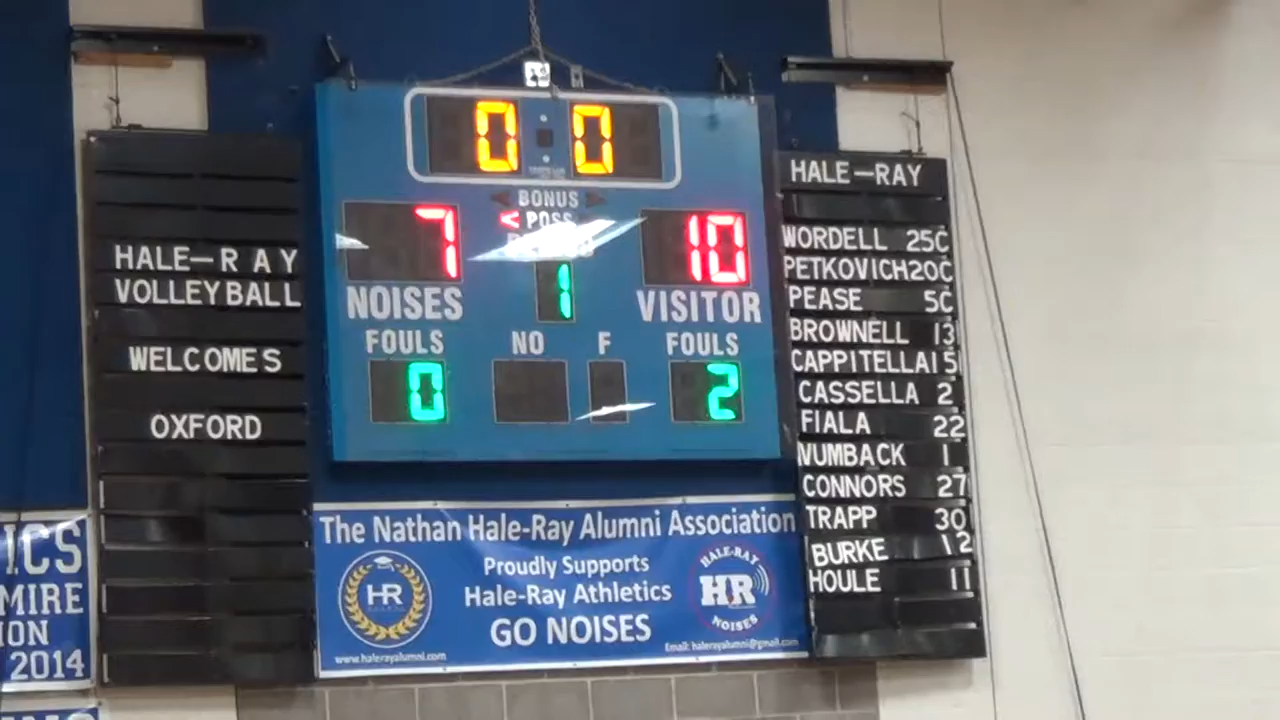 0 0
BONUS
< POSS
7 10
1
NOISES VISITOR
FOULS NO F FOULS
0 2
HALE-RAY
VOLLEYBALL
WELCOMES
OXFORD
HALE-RAY
WORDELL 25C
PETKOVICH 20C
PEASE 5C
BROWNELL 13
CAPPITELLA 15
CASSELLA 2
FIALA 22
NUMBACK 1
CONNORS 27
TRAPP 30
BURKE 12
HOULE 11
The Nathan Hale-Ray Alumni Association
Proudly Supports
Hale-Ray Athletics
GO NOISES
HR
www.halerayalumni.com
HALE-RAY
HR
NOISES
Email: halerayalumni@gmail.com
ICS
MIRE
ION
2014